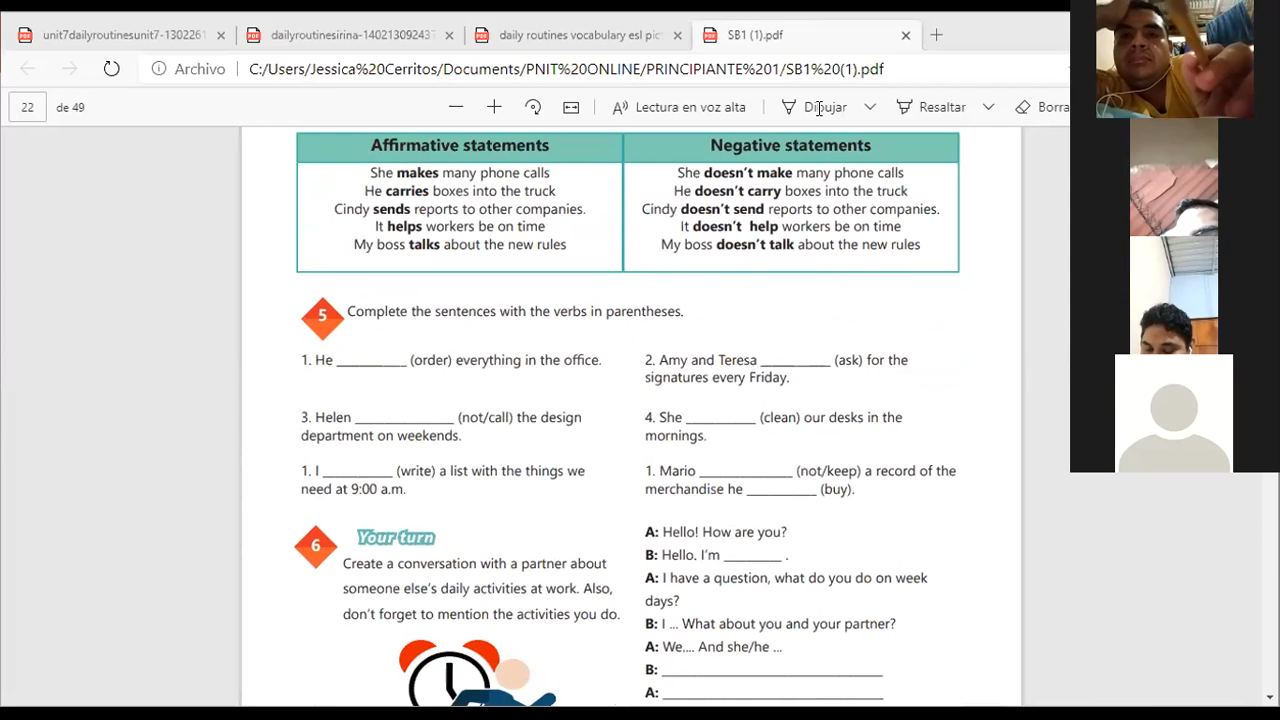 unit7dailyroutinesunit7-1302261
dailyroutinesirina-140213092437
daily routines vocabulary esl pic
SB1 (1).pdf
Archivo
C:/Users/Jessica%20Cerritos/Documents/PNIT%20ONLINE/PRINCIPIANTE%201/SB1%20(1).pdf
22 de 49
Lectura en voz alta
Dibujar
Resaltar
Borra
Affirmative statements
She makes many phone calls
He carries boxes into the truck
Cindy sends reports to other companies.
It helps workers be on time
My boss talks about the new rules
Negative statements
She doesn't make many phone calls
He doesn't carry boxes into the truck
Cindy doesn't send reports to other companies.
It doesn't help workers be on time
My boss doesn't talk about the new rules
5 Complete the sentences with the verbs in parentheses.
1. He __________ (order) everything in the office.
2. Amy and Teresa __________ (ask) for the
signatures every Friday.
3. Helen ______________ (not/call) the design
department on weekends.
4. She __________ (clean) our desks in the
mornings.
1. I __________ (write) a list with the things we
need at 9:00 a.m.
1. Mario _____________ (not/keep) a record of the
merchandise he __________ (buy).
6 Your turn
Create a conversation with a partner about
someone else's daily activities at work. Also,
don't forget to mention the activities you do.
A: Hello! How are you?
B: Hello. I'm ________ .
A: I have a question, what do you do on week
days?
B: I ... What about you and your partner?
A: We.... And she/he ...
B: ________________________________
A: ________________________________